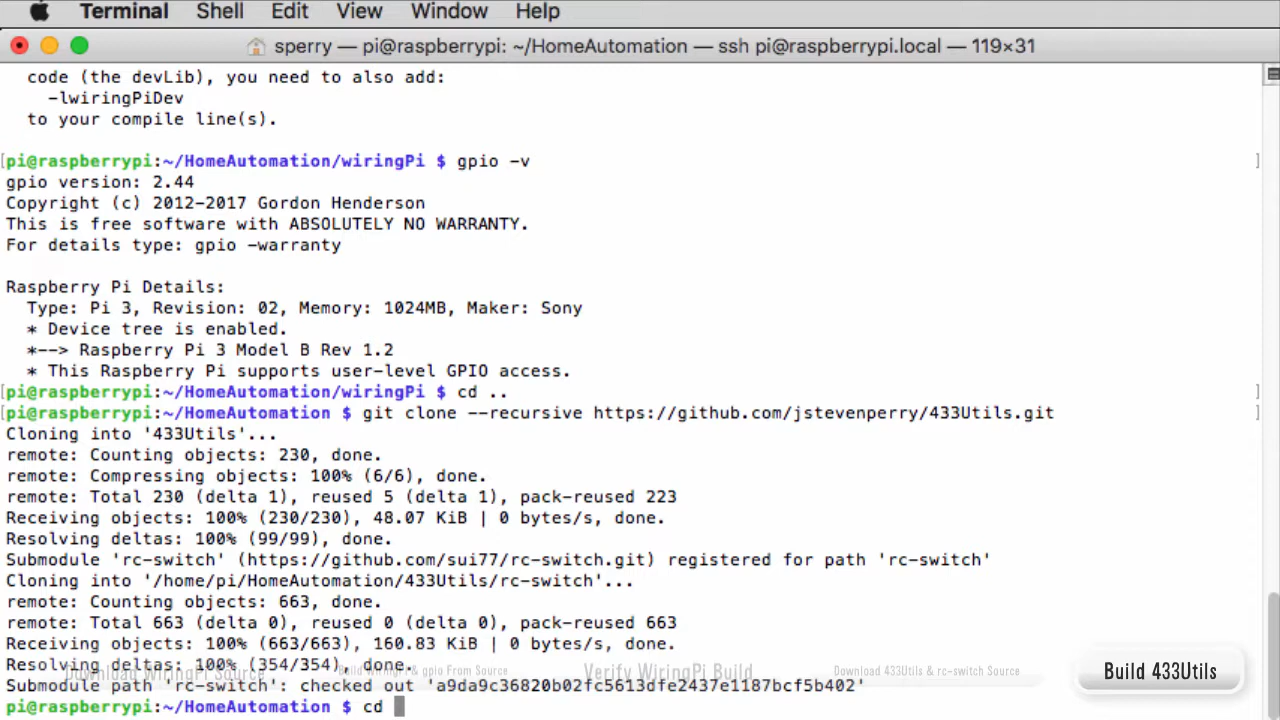 Terminal Shell Edit View Window Help
sperry — pi@raspberrypi: ~/HomeAutomation — ssh pi@raspberrypi.local — 119×31
code (the devLib), you need to also add:
-lwiringPiDev
to your compile line(s).
[pi@raspberrypi:~/HomeAutomation/wiringPi $ gpio -v ]
gpio version: 2.44
Copyright (c) 2012-2017 Gordon Henderson
This is free software with ABSOLUTELY NO WARRANTY.
For details type: gpio -warranty
Raspberry Pi Details:
Type: Pi 3, Revision: 02, Memory: 1024MB, Maker: Sony
* Device tree is enabled.
*--> Raspberry Pi 3 Model B Rev 1.2
* This Raspberry Pi supports user-level GPIO access.
[pi@raspberrypi:~/HomeAutomation/wiringPi $ cd .. ]
[pi@raspberrypi:~/HomeAutomation $ git clone --recursive https://github.com/jstevenperry/433Utils.git ]
Cloning into '433Utils'...
remote: Counting objects: 230, done.
remote: Compressing objects: 100% (6/6), done.
remote: Total 230 (delta 1), reused 5 (delta 1), pack-reused 223
Receiving objects: 100% (230/230), 48.07 KiB | 0 bytes/s, done.
Resolving deltas: 100% (99/99), done.
Submodule 'rc-switch' (https://github.com/sui77/rc-switch.git) registered for path 'rc-switch'
Cloning into '/home/pi/HomeAutomation/433Utils/rc-switch'...
remote: Counting objects: 663, done.
remote: Total 663 (delta 0), reused 0 (delta 0), pack-reused 663
Receiving objects: 100% (663/663), 160.83 KiB | 0 bytes/s, done.
Resolving deltas: 100% (354/354), done.
Download WiringPi Source Build WiringPi & gpio From Source Verify WiringPi Build Download 433Utils & rc-switch Source Build 433Utils
Submodule path 'rc-switch': checked out 'a9da9c36820b02fc5613dfe2437e1187bcf5b402'
pi@raspberrypi:~/HomeAutomation $ cd